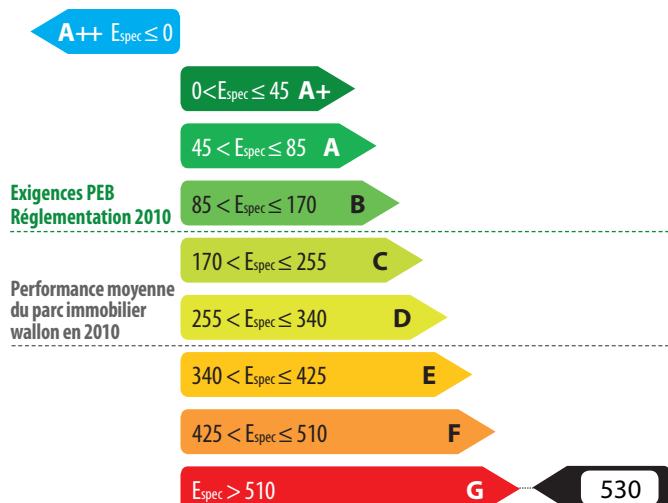 A++ Espec ≤ 0
0<Espec ≤ 45 A+
45 < Espec ≤ 85 A
Exigences PEB
Réglementation 2010
85 < Espec ≤ 170 B
170 < Espec ≤ 255 C
Performance moyenne
du parc immobilier
wallon en 2010
255 < Espec ≤ 340 D
340 < Espec ≤ 425 E
425 < Espec ≤ 510 F
Espec > 510 G 530